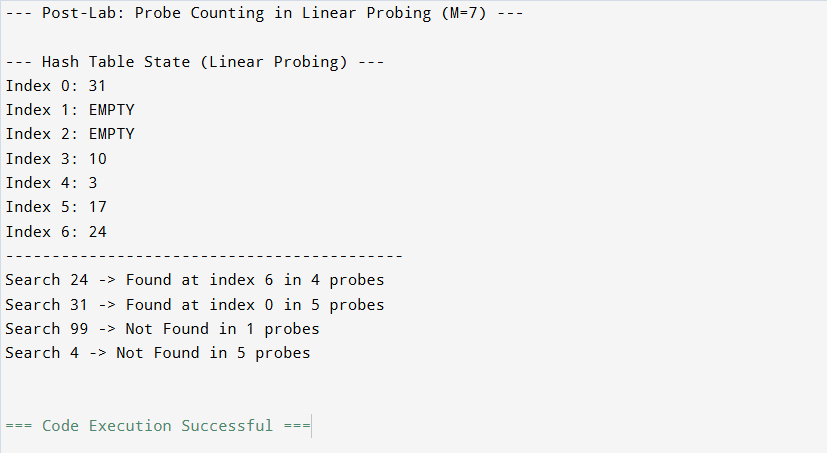 --- Post-Lab: Probe Counting in Linear Probing (M=7) ---
--- Hash Table State (Linear Probing) ---
Index 0: 31
Index 1: EMPTY
Index 2: EMPTY
Index 3: 10
Index 4: 3
Index 5: 17
Index 6: 24
-------------------------------------------
Search 24 -> Found at index 6 in 4 probes
Search 31 -> Found at index 0 in 5 probes
Search 99 -> Not Found in 1 probes
Search 4 -> Not Found in 5 probes
=== Code Execution Successful ===